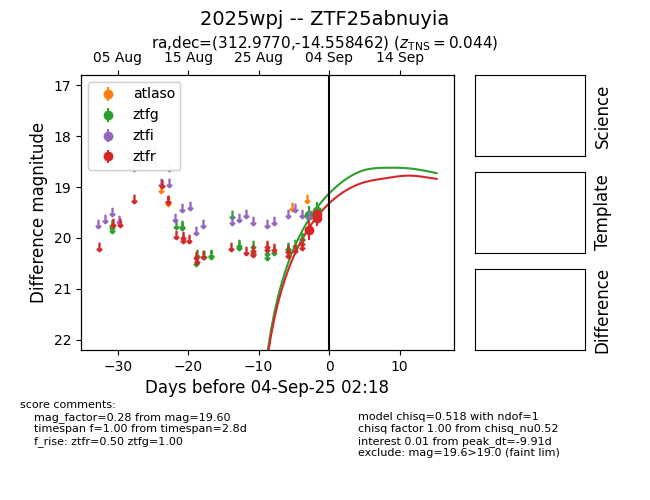 2025wpj -- ZTF25abnuyia
ra,dec=(312.9770,-14.558462) (z_TNS = 0.044)
05 Aug 15 Aug 25 Aug 04 Sep 14 Sep
atlaso
ztfg
ztfi
ztfr
17
18
19
20
21
22
Difference magnitude
−30 −20 −10 0 10
Days before 04-Sep-25 02:18
Science
Template
Difference
score comments:
mag_factor=0.28 from mag=19.60
timespan f=1.00 from timespan=2.8d
f_rise: ztfr=0.50 ztfg=1.00
model chisq=0.518 with ndof=1
chisq factor 1.00 from chisq_nu0.52
interest 0.01 from peak_dt=-9.91d
exclude: mag=19.6>19.0 (faint lim)